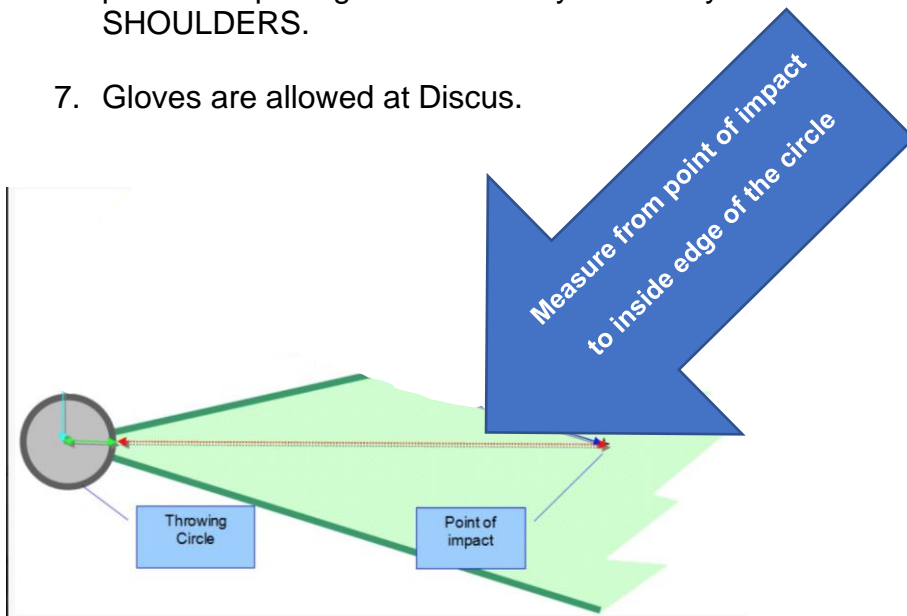 SHOULDERS.
7. Gloves are allowed at Discus.
Measure from point of impact
to inside edge of the circle
Throwing
Circle
Point of
impact